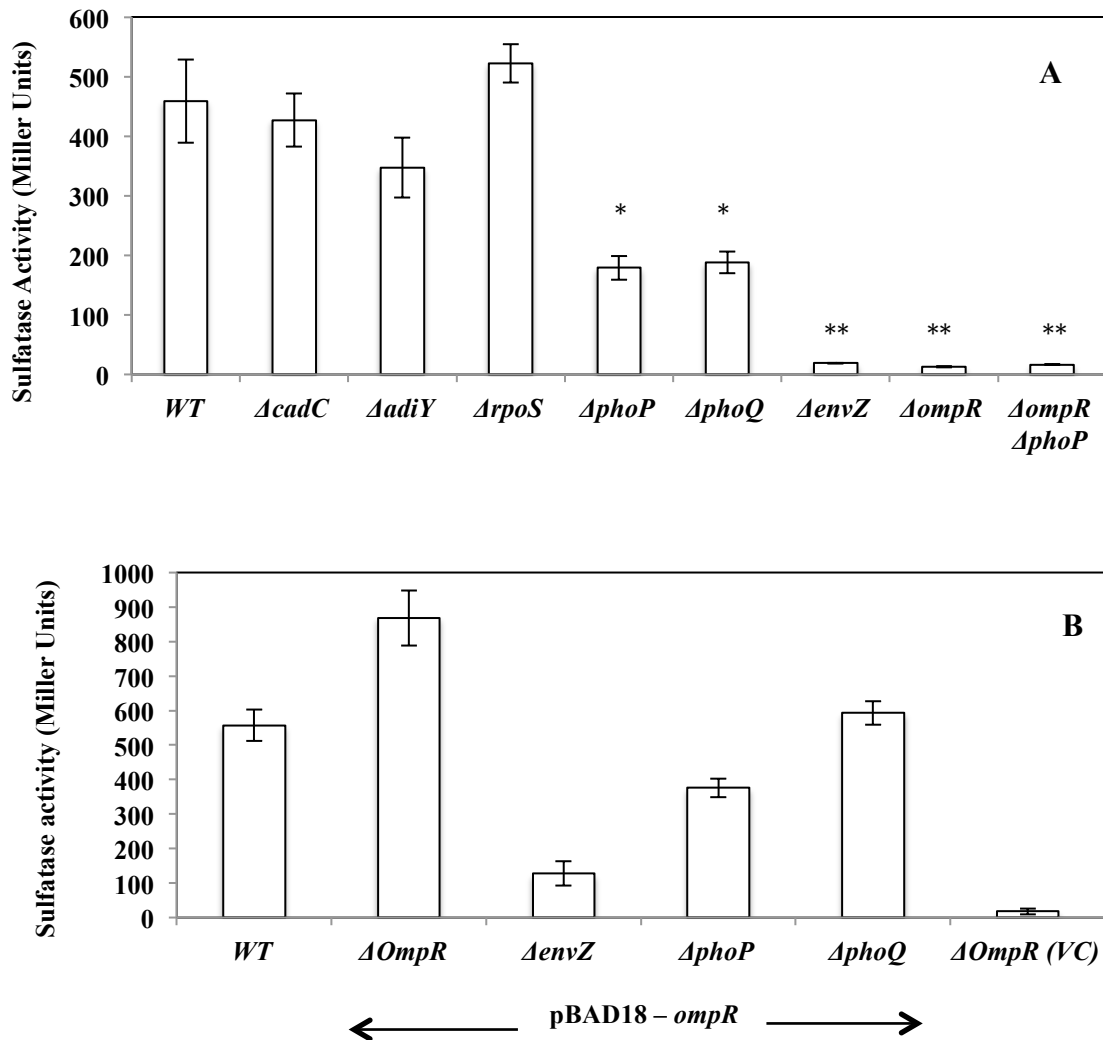 600
A
500
400
300
* *
200
** ** **
100
0
WT ΔcadC ΔadiY ΔrpoS ΔphoP ΔphoQ ΔenvZ ΔompR ΔompR
ΔphoP
Sulfatase Activity (Miller Units)
1000
900
B
800
700
600
500
400
300
200
100
0
WT ΔOmpR ΔenvZ ΔphoP ΔphoQ ΔOmpR (VC)
Sulfatase activity (Miller Units)
pBAD18 – ompR